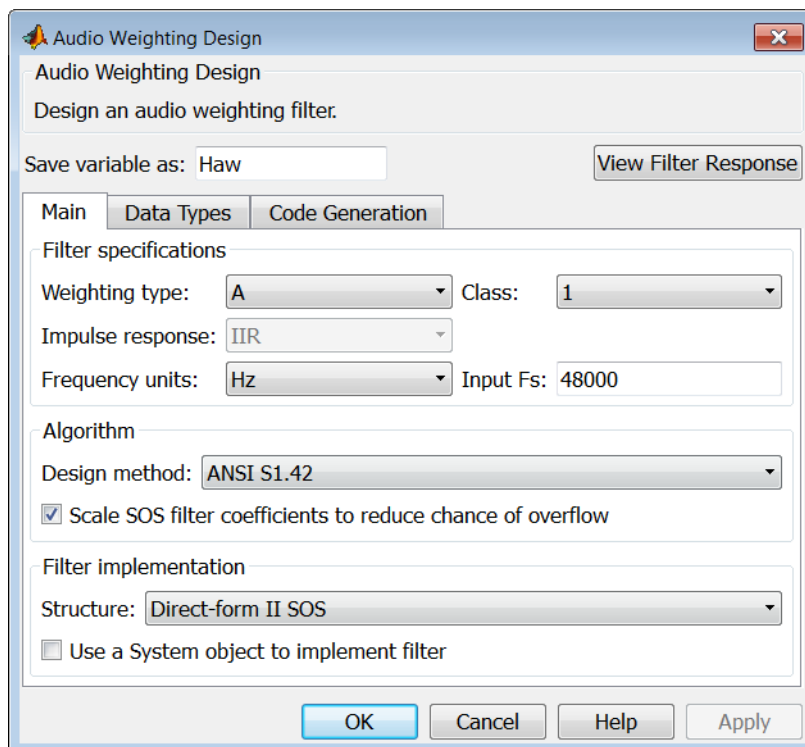 Audio Weighting Design
Audio Weighting Design
Design an audio weighting filter.
Save variable as: Haw View Filter Response
Main Data Types Code Generation
Filter specifications
Weighting type: A Class: 1
Impulse response: IIR
Frequency units: Hz Input Fs: 48000
Algorithm
Design method: ANSI S1.42
Scale SOS filter coefficients to reduce chance of overflow
Filter implementation
Structure: Direct-form II SOS
Use a System object to implement filter
OK Cancel Help Apply